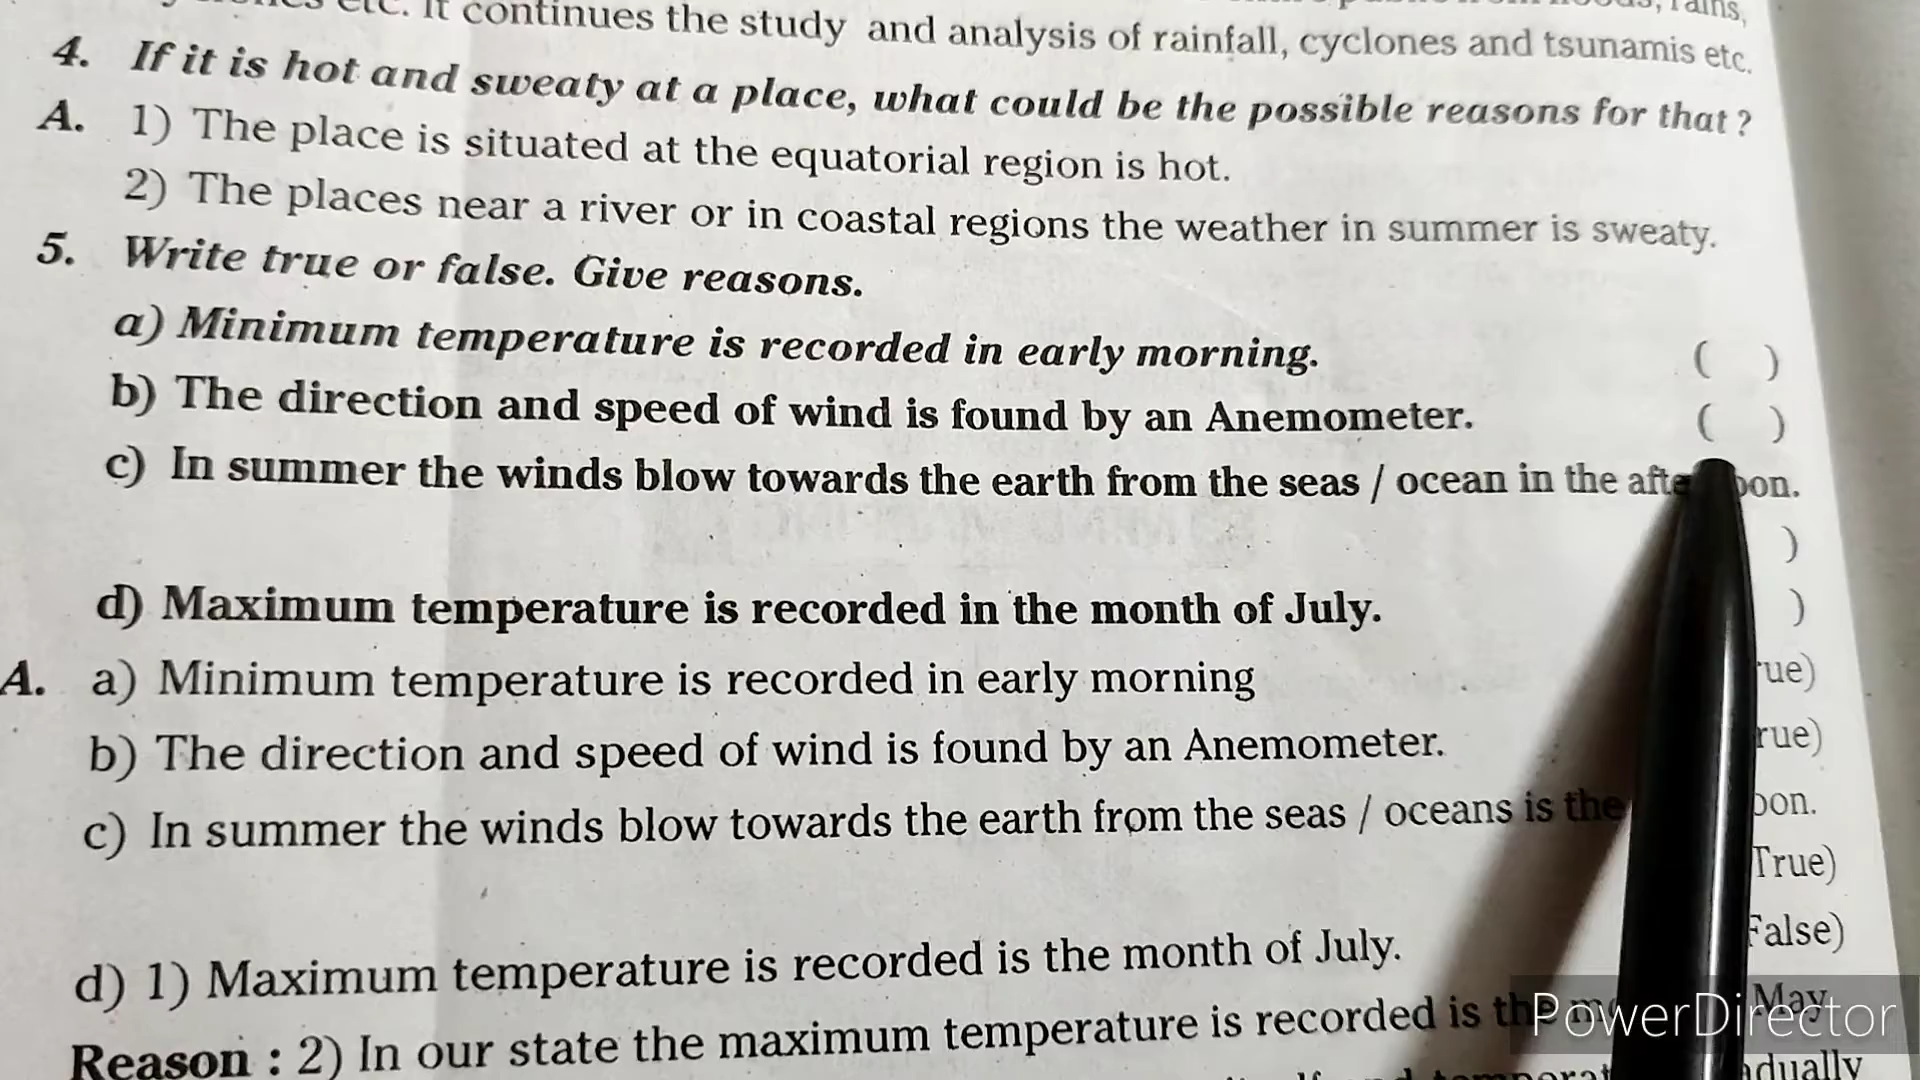 etc. It continues the study and analysis of rainfall, cyclones and tsunamis etc.
4. If it is hot and sweaty at a place, what could be the possible reasons for that?
A. 1) The place is situated at the equatorial region is hot.
2) The places near a river or in coastal regions the weather in summer is sweaty.
5. Write true or false. Give reasons.
a) Minimum temperature is recorded in early morning. ( )
b) The direction and speed of wind is found by an Anemometer. ( )
c) In summer the winds blow towards the earth from the seas / ocean in the
)
d) Maximum temperature is recorded in the month of July. )
A. a) Minimum temperature is recorded in early morning
b) The direction and speed of wind is found by an Anemometer.
c) In summer the winds blow towards the earth from the seas / oceans is the
True)
d) 1) Maximum temperature is recorded is the month of July. False)
Reason : 2) In our state the maximum temperature is recorded is the May
PowerDirector